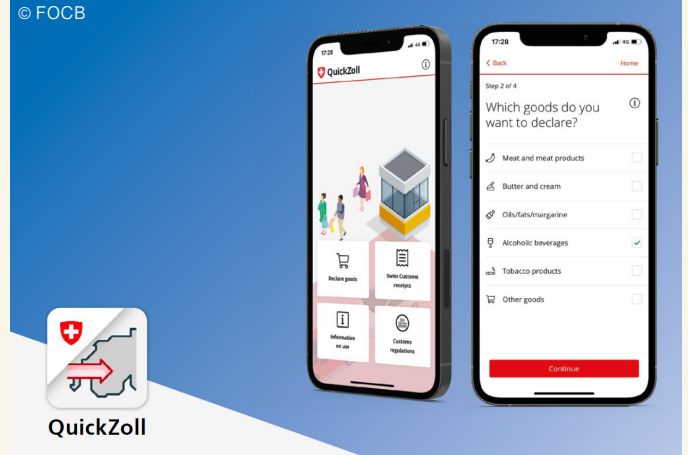 © FOCB
17:28
4G
QuickZoll
Declare goods
Swiss Customs
receipts
Information
on use
Customs
regulations
17:28
4G
Back
Home
Step 2 of 4
Which goods do you
want to declare?
Meat and meat products
Butter and cream
Oils/fats/margarine
Alcoholic beverages
Tobacco products
Other goods
Continue
QuickZoll